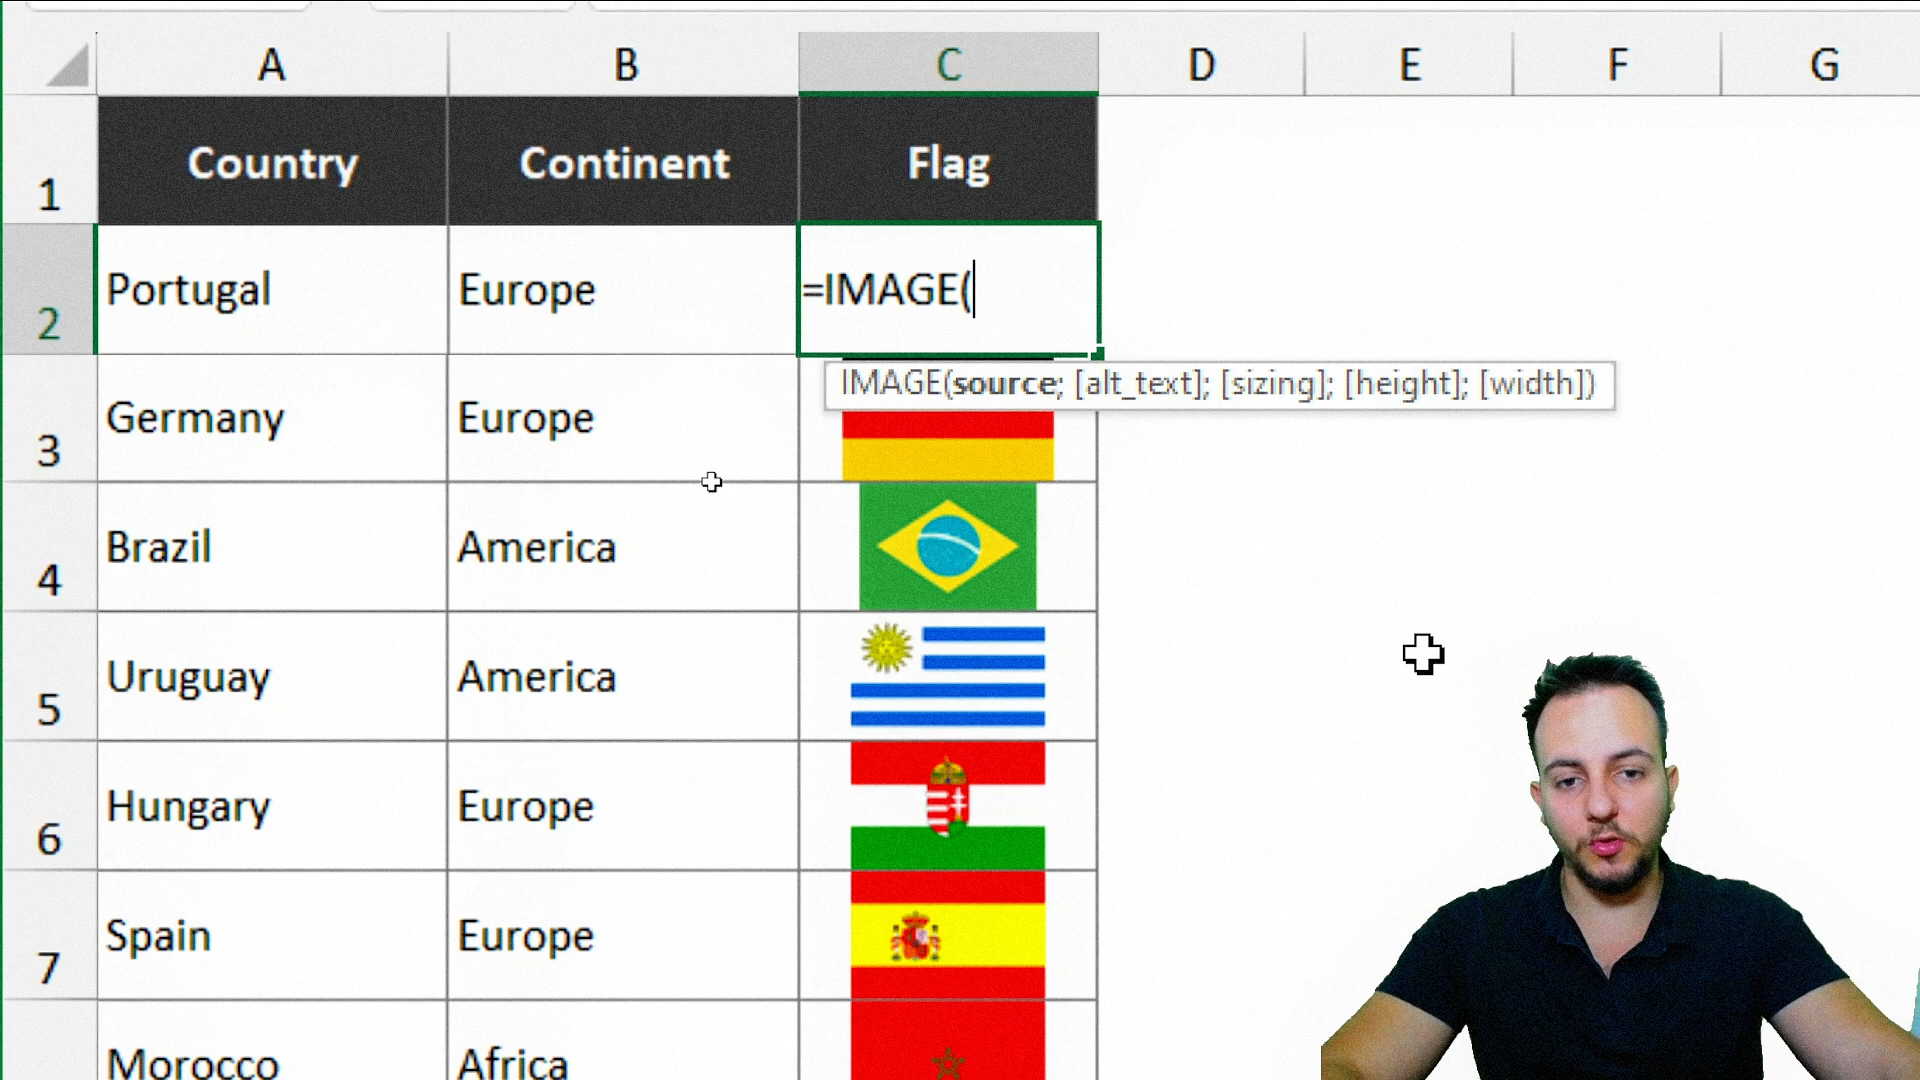 A B C D E F G
1 Country Continent Flag
2 Portugal Europe =IMAGE(
IMAGE(source; [alt_text]; [sizing]; [height]; [width])
3 Germany Europe
4 Brazil America
5 Uruguay America
6 Hungary Europe
7 Spain Europe
Morocco Africa